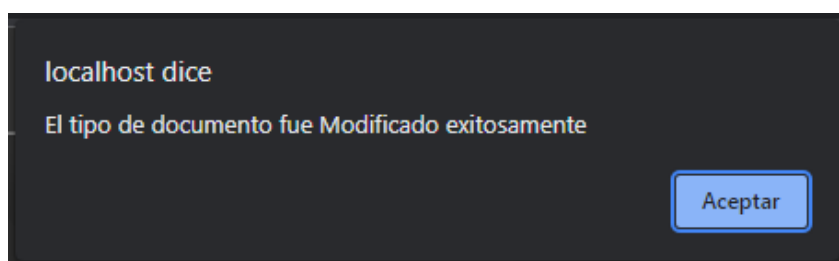 localhost dice
El tipo de documento fue Modificado exitosamente
Aceptar